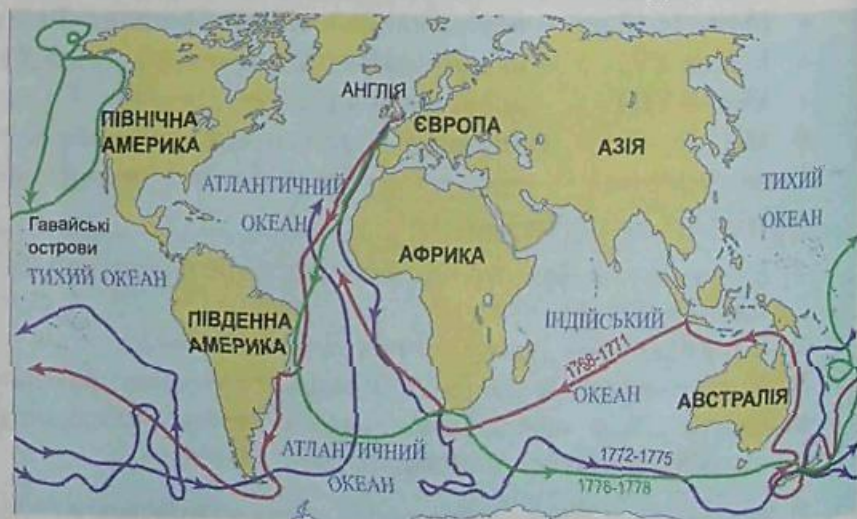 АНГЛІЯ
ПІВНІЧНА
АМЕРИКА
ЄВРОПА
АЗІЯ
АТЛАНТИЧНИЙ
ОКЕАН
ТИХИЙ
ОКЕАН
Гавайські
острови
ТИХИЙ ОКЕАН
АФРИКА
ПІВДЕННА
АМЕРИКА
ІНДІЙСЬКИЙ
ОКЕАН
1768-1771
АВСТРАЛІЯ
АТЛАНТИЧНИЙ
ОКЕАН
1772-1775
1776-1778